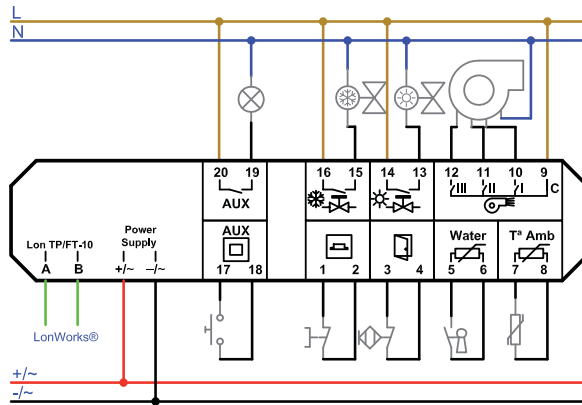 L
N
20 19 16 15 14 13 12 11 10 9
III II I C
AUX
AUX
Water Tª Amb
Lon TP/FT-10 Power Supply
A B +/~ –/~
17 18 1 2 3 4 5 6 7 8
LonWorks®
+/~
-/~